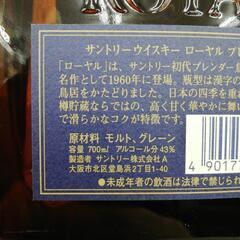 サントリーウイスキー ローヤル
「ローヤル」は、サントリー初代ブレンダー
名作として1960年に登場。瓶型は漢字の
鳥居をかたどりました。日本の四季を重
樽貯蔵ならではの、高く甘く華やかに舞
で滑らかなコクが特徴です。
原材料 モルト、グレーン
容量 700ml アルコール分 43%
製造者 サントリー株式会社 A
大阪市北区堂島浜2-1-40
4 90177
●未成年者の飲酒は法律で禁じられ